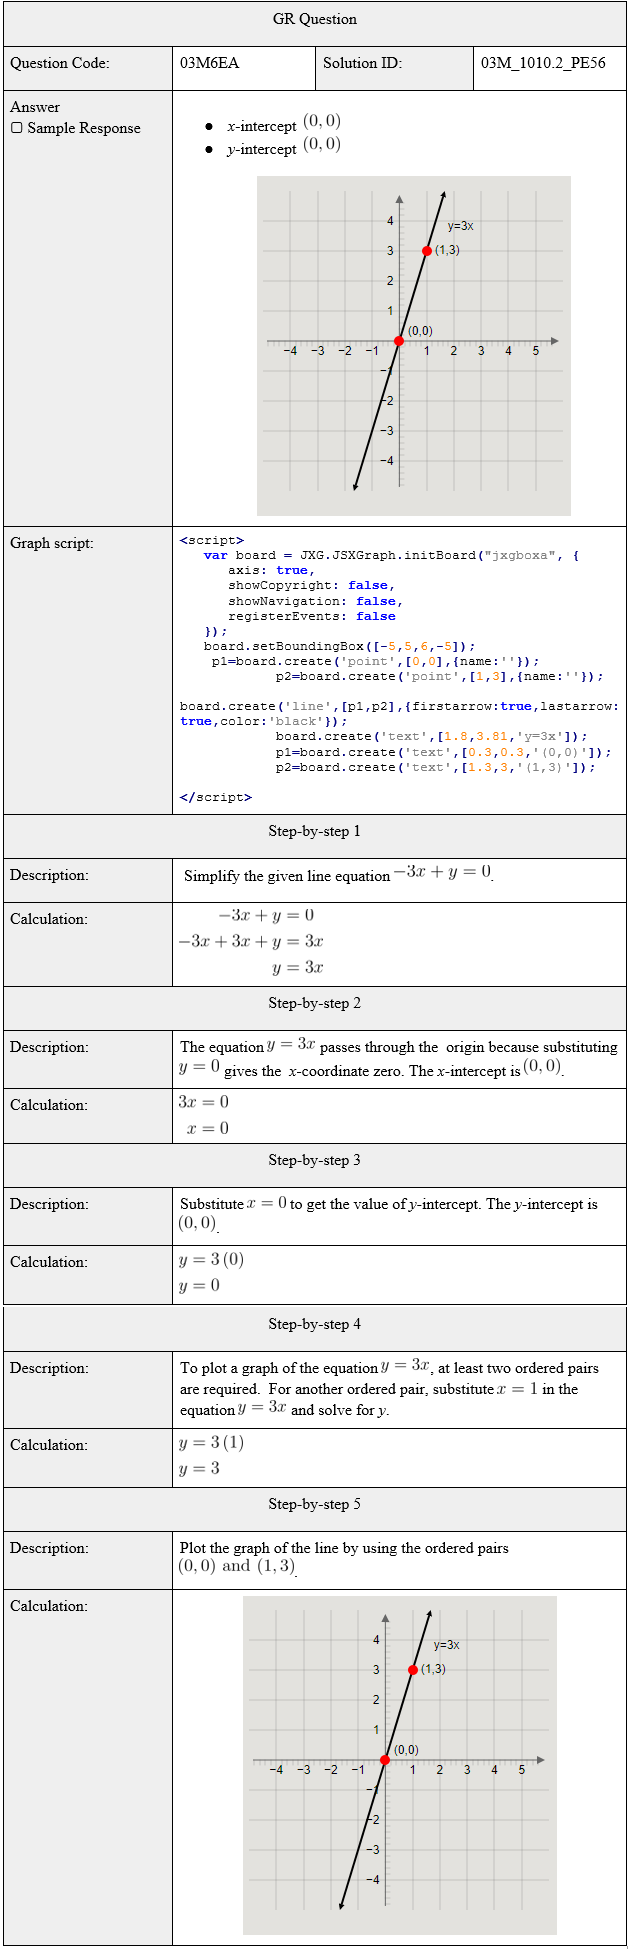 GR Question
Question Code:
03M6EA
Solution ID:
03M_1010.2_PE56
Answer
☐ Sample Response
● x-intercept (0, 0)
● y-intercept (0, 0)
4
y=3x
3
(1,3)
2
1
(0,0)
−4 −3 −2 −1 1 2 3 4 5
−1
−2
−3
−4
Graph script:
<script>
var board = JXG.JSXGraph.initBoard("jxgboxa", {
axis: true,
showCopyright: false,
showNavigation: false,
registerEvents: false
});
board.setBoundingBox([-5,5,6,-5]);
p1=board.create('point',[0,0],{name:''});
p2=board.create('point',[1,3],{name:''});
board.create('line',[p1,p2],{firstarrow:true,lastarrow:
true,color:'black'});
board.create('text',[1.8,3.81,'y=3x']);
p1=board.create('text',[0.3,0.3,'(0,0)']);
p2=board.create('text',[1.3,3,'(1,3)']);
</script>
Step-by-step 1
Description:
Simplify the given line equation −3x + y = 0.
Calculation:
−3x + y = 0
−3x + 3x + y = 3x
y = 3x
Step-by-step 2
Description:
The equation y = 3x passes through the origin because substituting
y = 0 gives the x-coordinate zero. The x-intercept is (0, 0).
Calculation:
3x = 0
x = 0
Step-by-step 3
Description:
Substitute x = 0 to get the value of y-intercept. The y-intercept is
(0, 0).
Calculation:
y = 3 (0)
y = 0
Step-by-step 4
Description:
To plot a graph of the equation y = 3x, at least two ordered pairs
are required. For another ordered pair, substitute x = 1 in the
equation y = 3x and solve for y.
Calculation:
y = 3 (1)
y = 3
Step-by-step 5
Description:
Plot the graph of the line by using the ordered pairs
(0, 0) and (1, 3).
Calculation:
4
y=3x
3
(1,3)
2
1
(0,0)
−4 −3 −2 −1 1 2 3 4 5
−1
−2
−3
−4